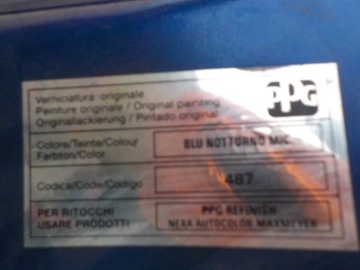 PPG
Verniciatura originale
Peinture originale / Original painting
Originallackierung / Pintado original
Colore/Teinte/Colour
Farbton/Color
BLU NOTTURNO MIC.
Codice/Code/Codigo
487
PER RITOCCHI
USARE PRODOTTI
PPG REFINISH
NEXA AUTOCOLOR MAXMEYER